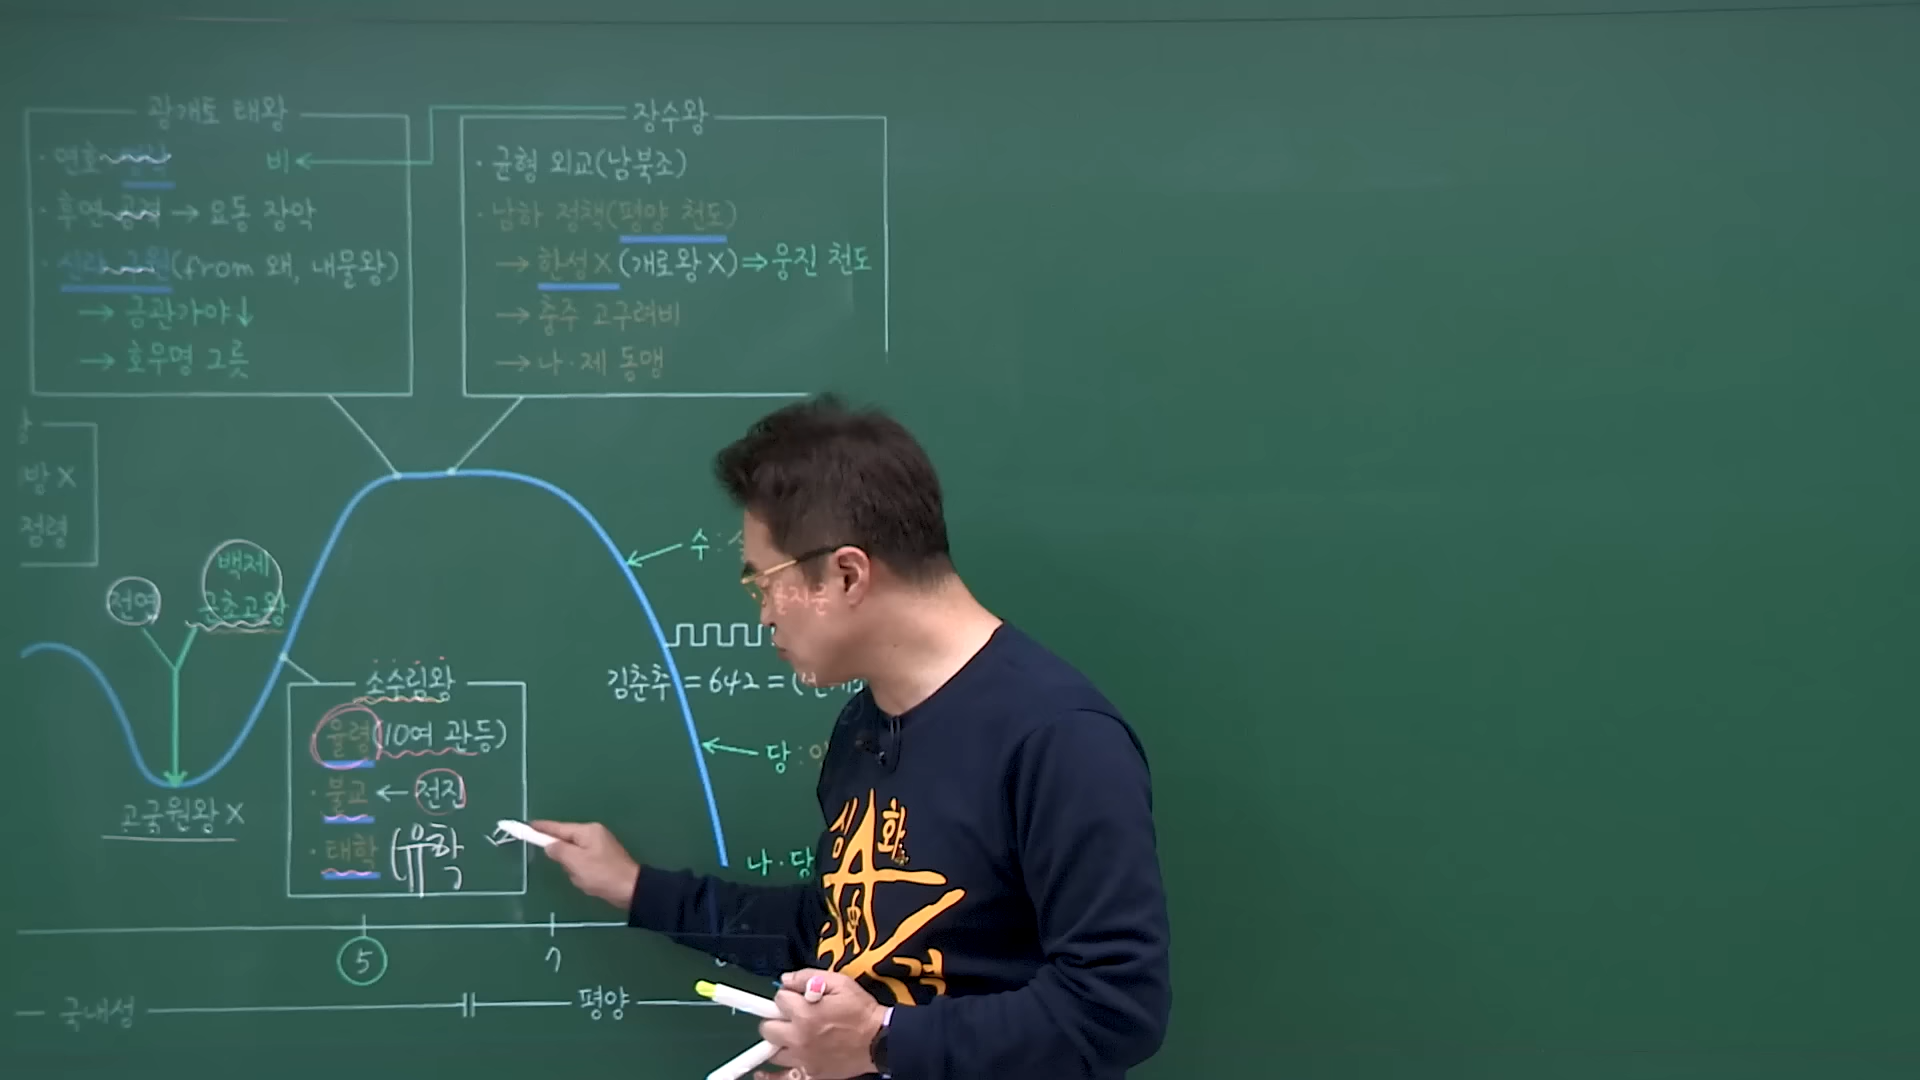 광개토 태왕
· 연호
비
· 후연 공격 → 요동 장악
· 신라 구원(from 왜, 내물왕)
→ 금관가야↓
→ 호우명 그릇
장수왕
· 균형 외교(남북조)
· 남하 정책(평양 천도)
→ 한성X(개로왕X)⇒웅진 천도
→ 충주 고구려비
→ 나·제 동맹
방 X
정령
전연
백제
근초고왕
고국원왕 X
소수림왕
· 율령(10여 관등)
· 불교 ← 전진
· 태학 (유학
수:
김춘추 = 642 = (
당:
나·당
5
국내성
평양
심화